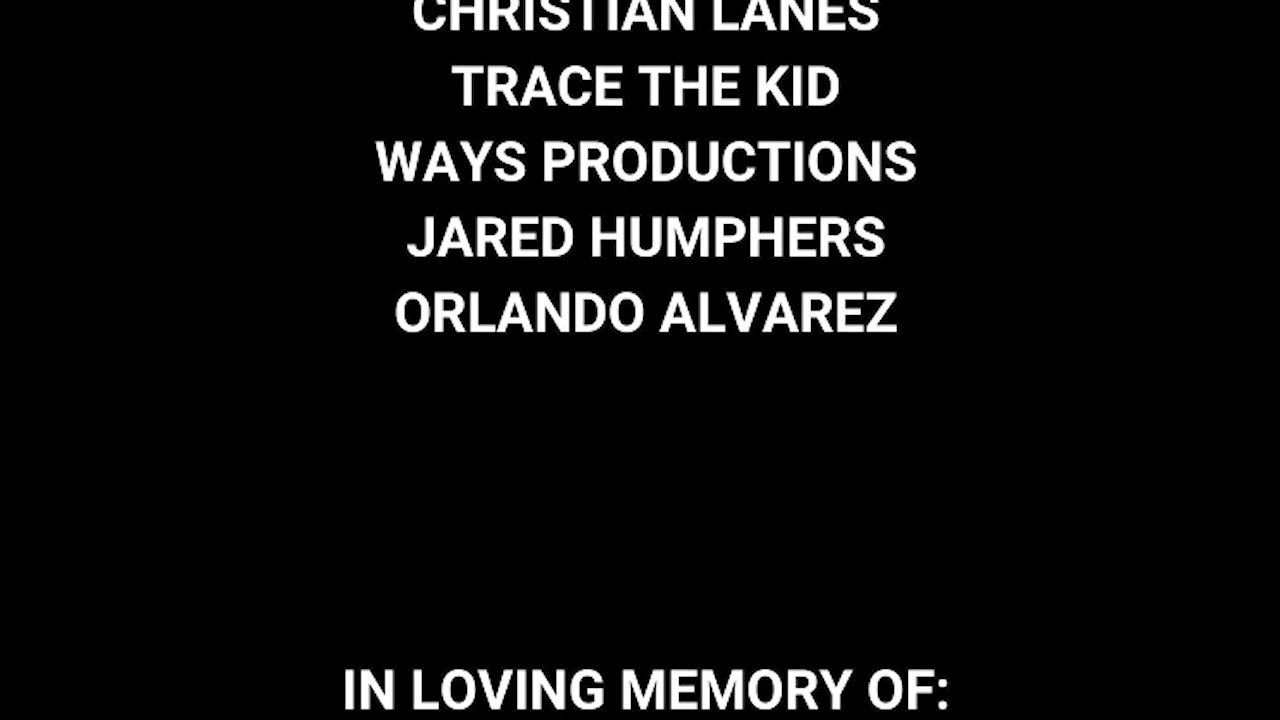 CHRISTIAN LANES
TRACE THE KID
WAYS PRODUCTIONS
JARED HUMPHERS
ORLANDO ALVAREZ
IN LOVING MEMORY OF: